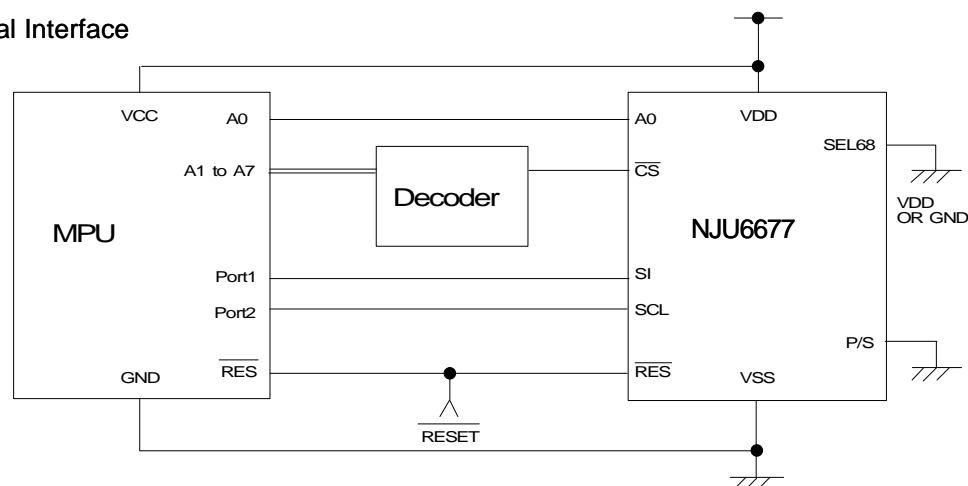 al Interface
VCC
A0
A1 to A7
MPU
Port1
Port2
RES
GND
Decoder
RESET
A0
VDD
SEL68
CS
VDD
OR GND
NJU6677
SI
SCL
P/S
RES
VSS